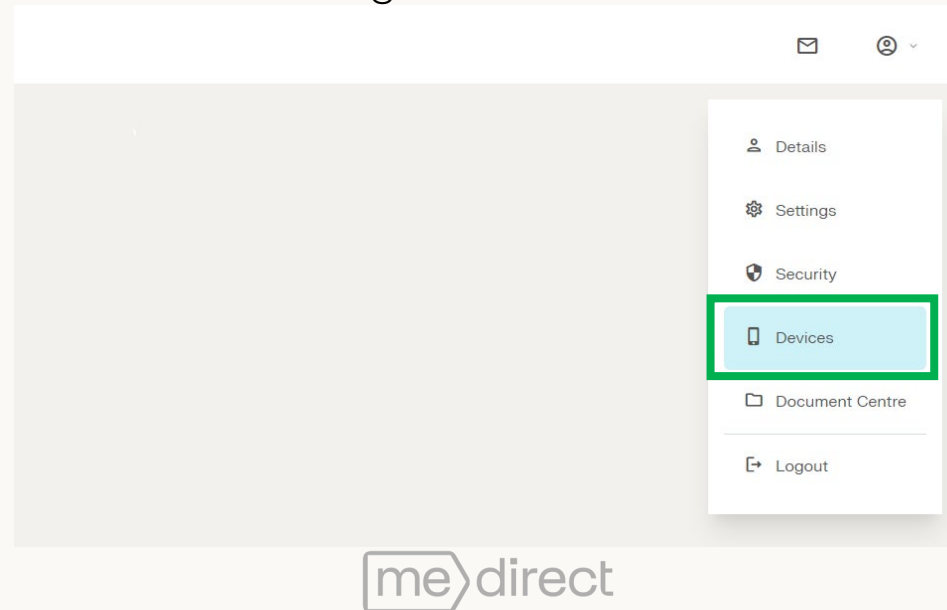 Details
Settings
Security
Devices
Document Centre
Logout
me direct